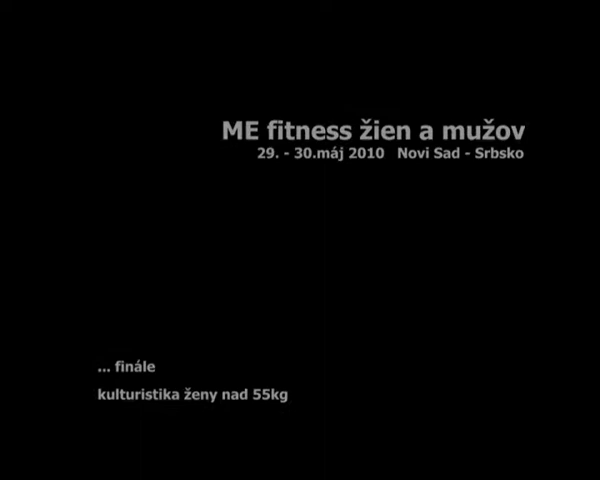 ME fitness žien a mužov
29. - 30.máj 2010 Novi Sad - Srbsko
... finále
kulturistika ženy nad 55kg